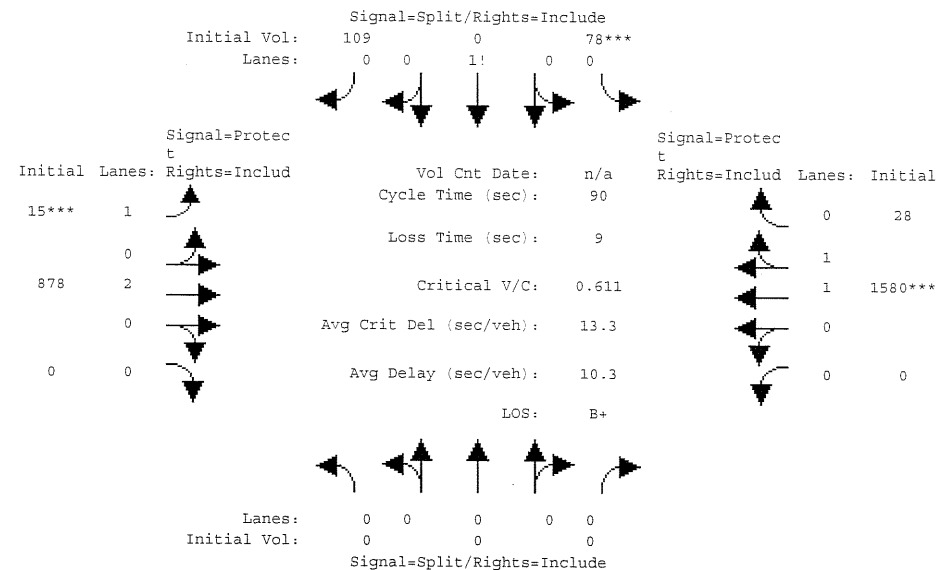 Signal=Split/Rights=Include
Initial Vol: 109 0 78***
Lanes: 0 0 1! 0 0
Signal=Protec
t
Initial Lanes: Rights=Includ
Signal=Protec
t
Rights=Includ Lanes: Initial
Vol Cnt Date: n/a
Cycle Time (sec): 90
15*** 1
0 28
Loss Time (sec): 9
0
1
878 2
Critical V/C: 0.611
1 1580***
0
Avg Crit Del (sec/veh): 13.3
0
0 0
Avg Delay (sec/veh): 10.3
0 0
LOS: B+
Lanes: 0 0 0 0 0
Initial Vol: 0 0 0
Signal=Split/Rights=Include